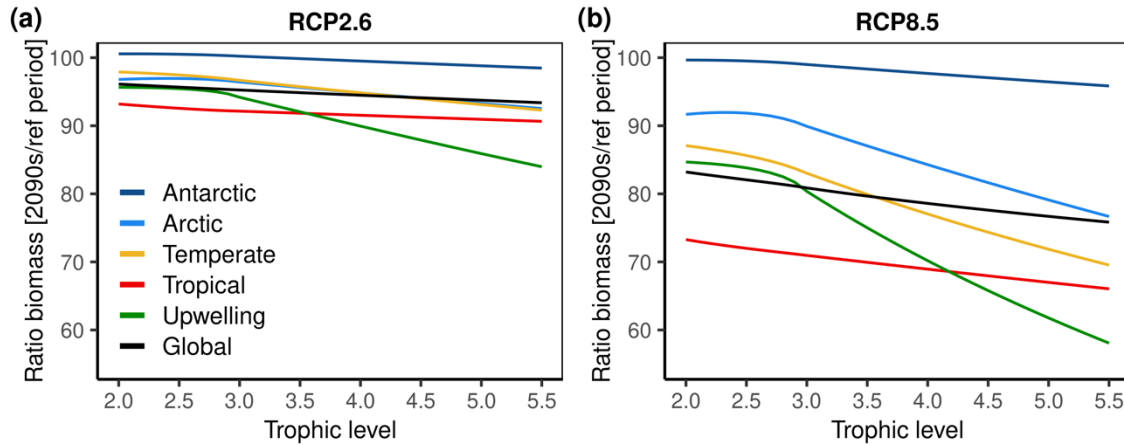 (a)
RCP2.6
Ratio biomass [2090s/ref period]
100
90
80
70
60
Antarctic
Arctic
Temperate
Tropical
Upwelling
Global
2.0 2.5 3.0 3.5 4.0 4.5 5.0 5.5
Trophic level
(b)
RCP8.5
Ratio biomass [2090s/ref period]
100
90
80
70
60
2.0 2.5 3.0 3.5 4.0 4.5 5.0 5.5
Trophic level